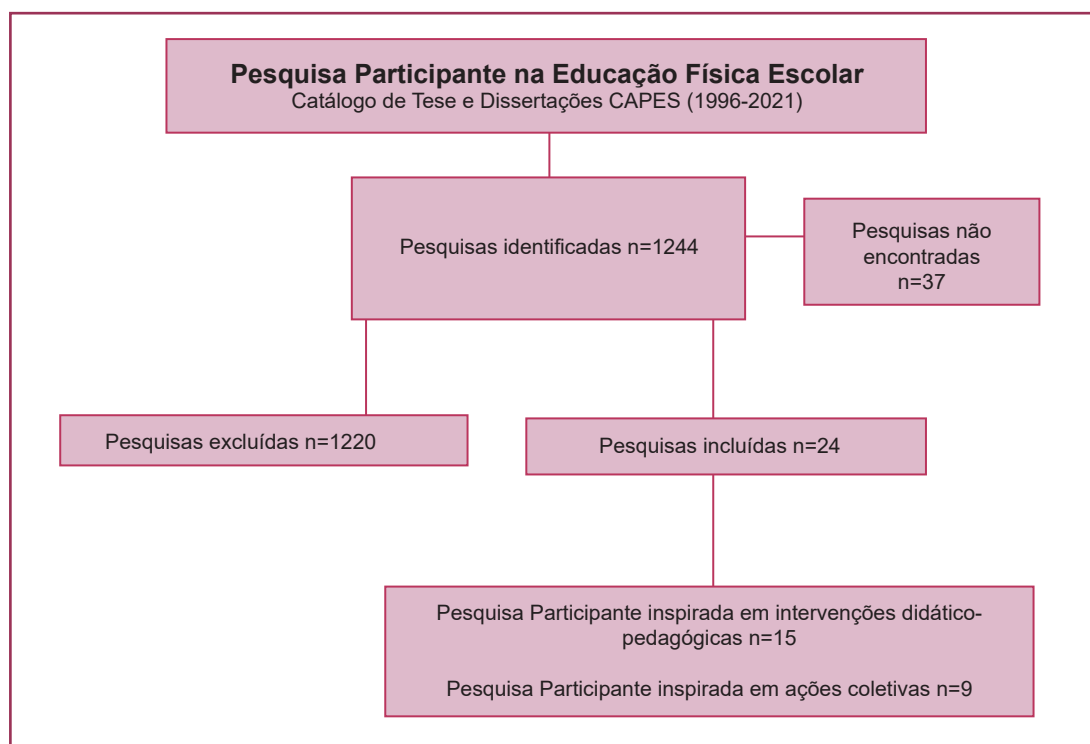 Pesquisa Participante na Educação Física Escolar
Catálogo de Tese e Dissertações CAPES (1996-2021)
Pesquisas identificadas n=1244
Pesquisas não
encontradas
n=37
Pesquisas excluídas n=1220
Pesquisas incluídas n=24
Pesquisa Participante inspirada em intervenções didático-
pedagógicas n=15
Pesquisa Participante inspirada em ações coletivas n=9